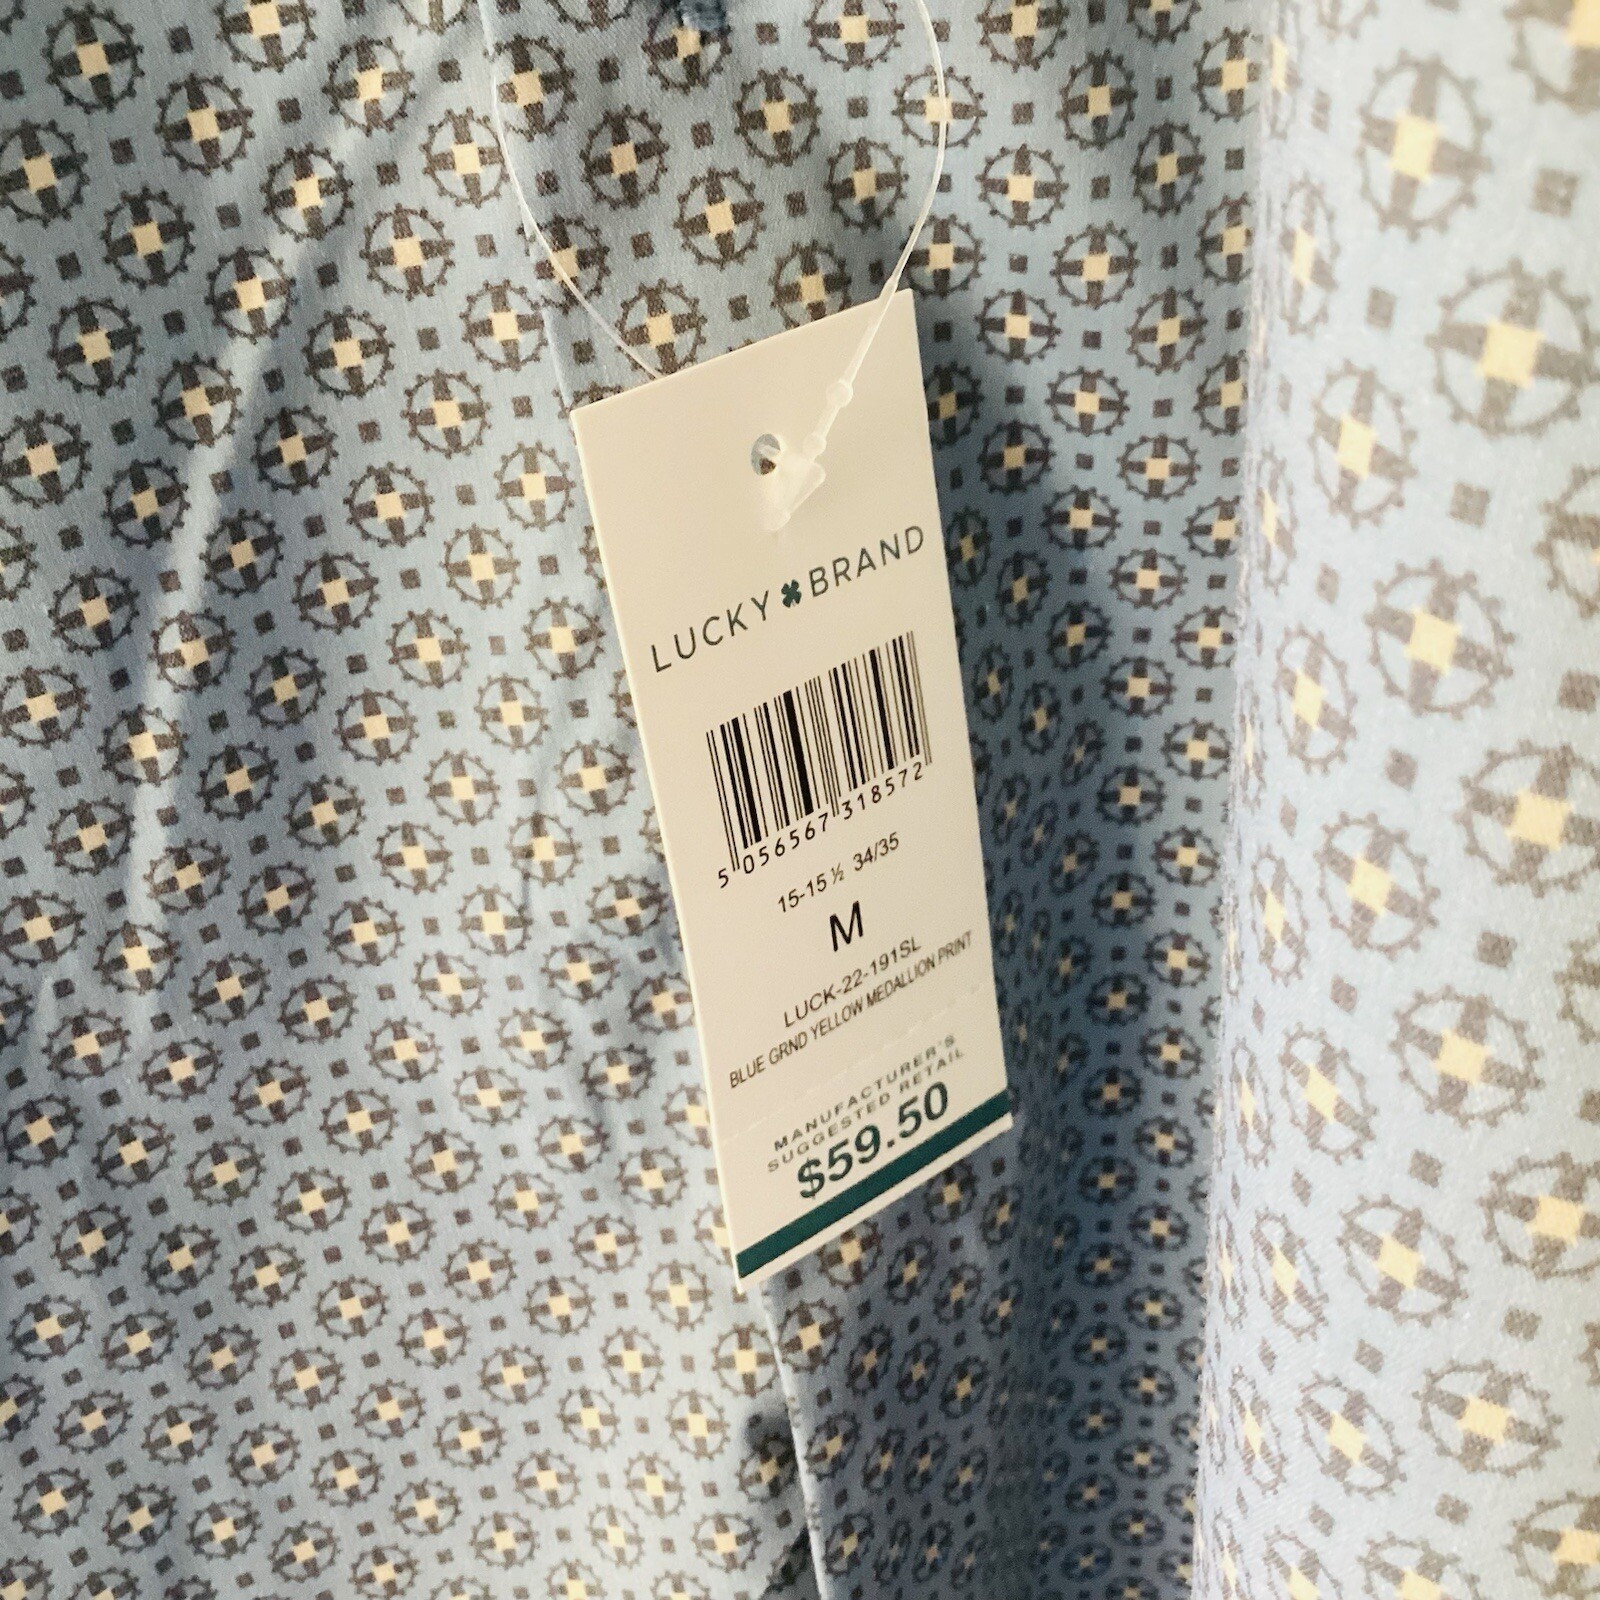 LUCKY BRAND
5 056567 318572
15-15 ½ 34/35
M
LUCK-22-191SL
BLUE GRND YELLOW MEDALLION PRINT
MANUFACTURER'S
SUGGESTED RETAIL
$59.50